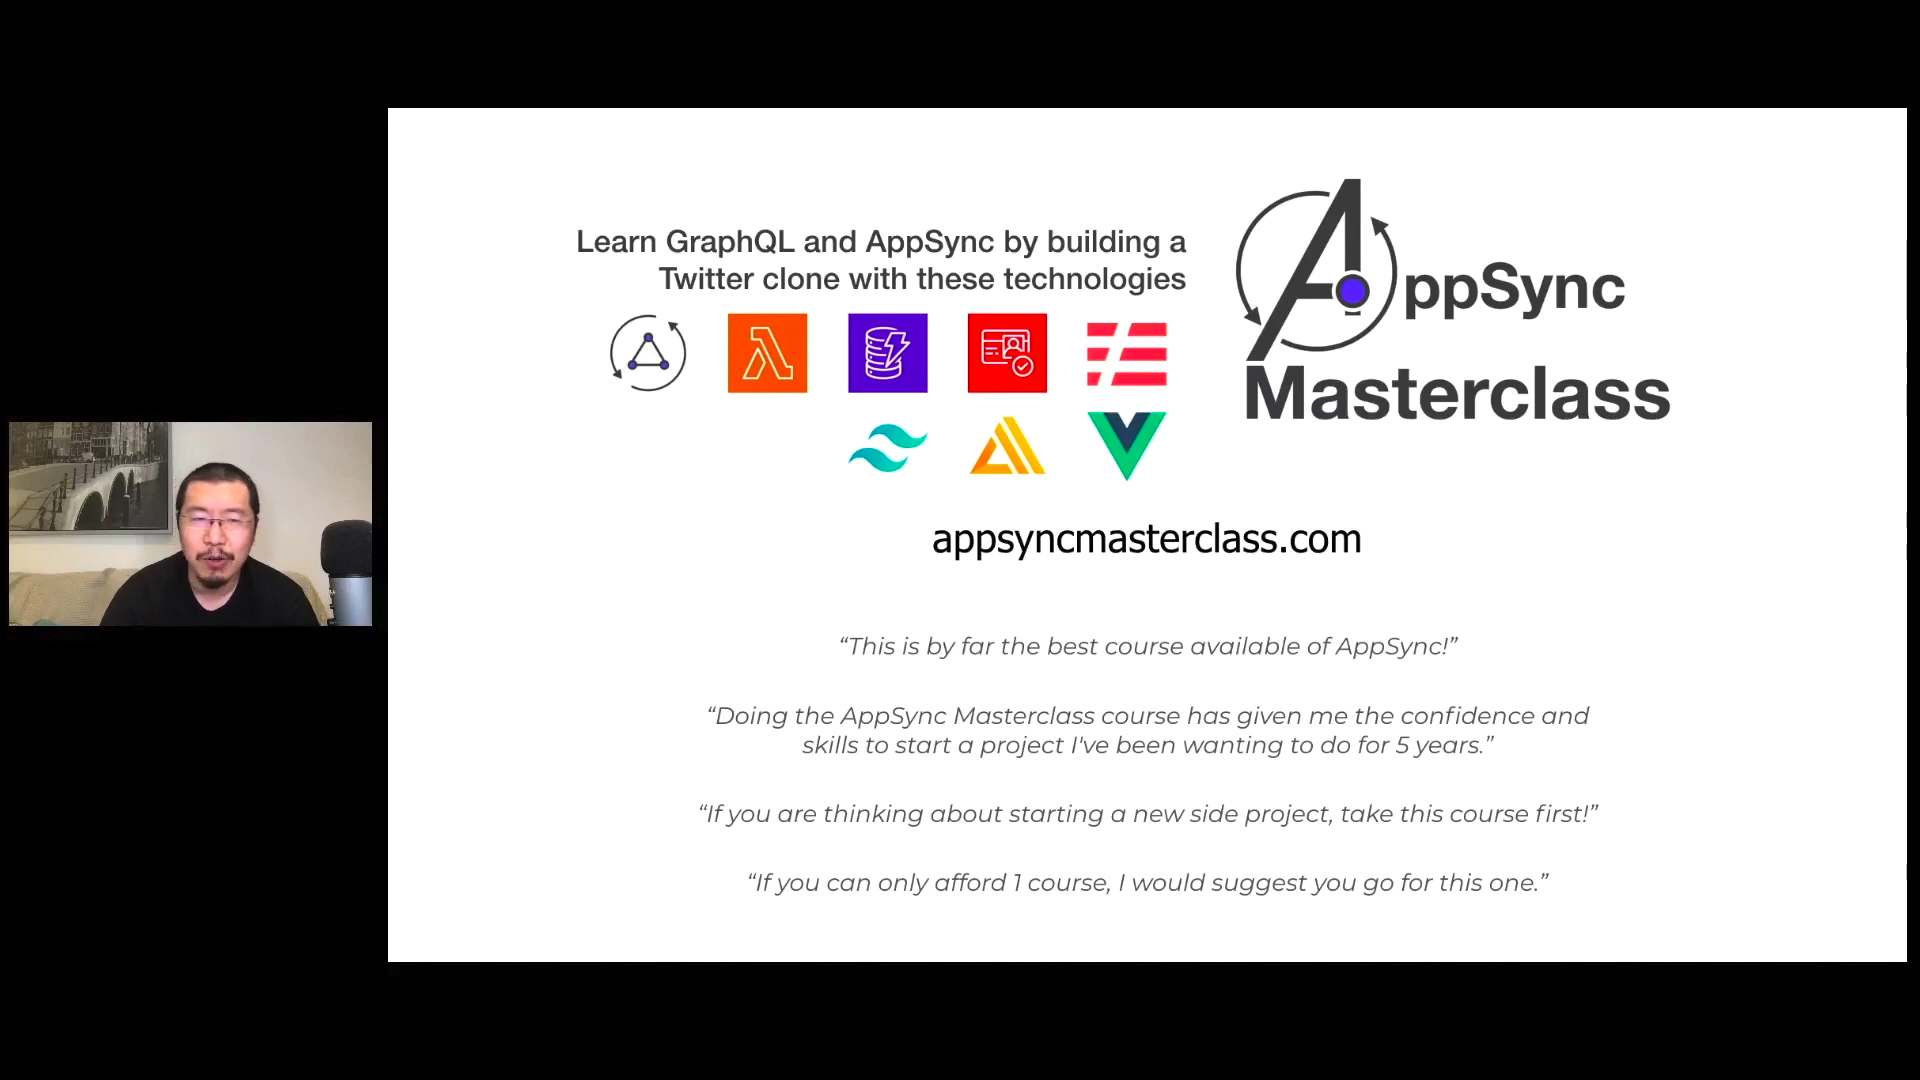 Learn GraphQL and AppSync by building a
Twitter clone with these technologies
AppSync
Masterclass
appsyncmasterclass.com
“This is by far the best course available of AppSync!”
“Doing the AppSync Masterclass course has given me the confidence and
skills to start a project I've been wanting to do for 5 years.”
“If you are thinking about starting a new side project, take this course first!”
“If you can only afford 1 course, I would suggest you go for this one.”